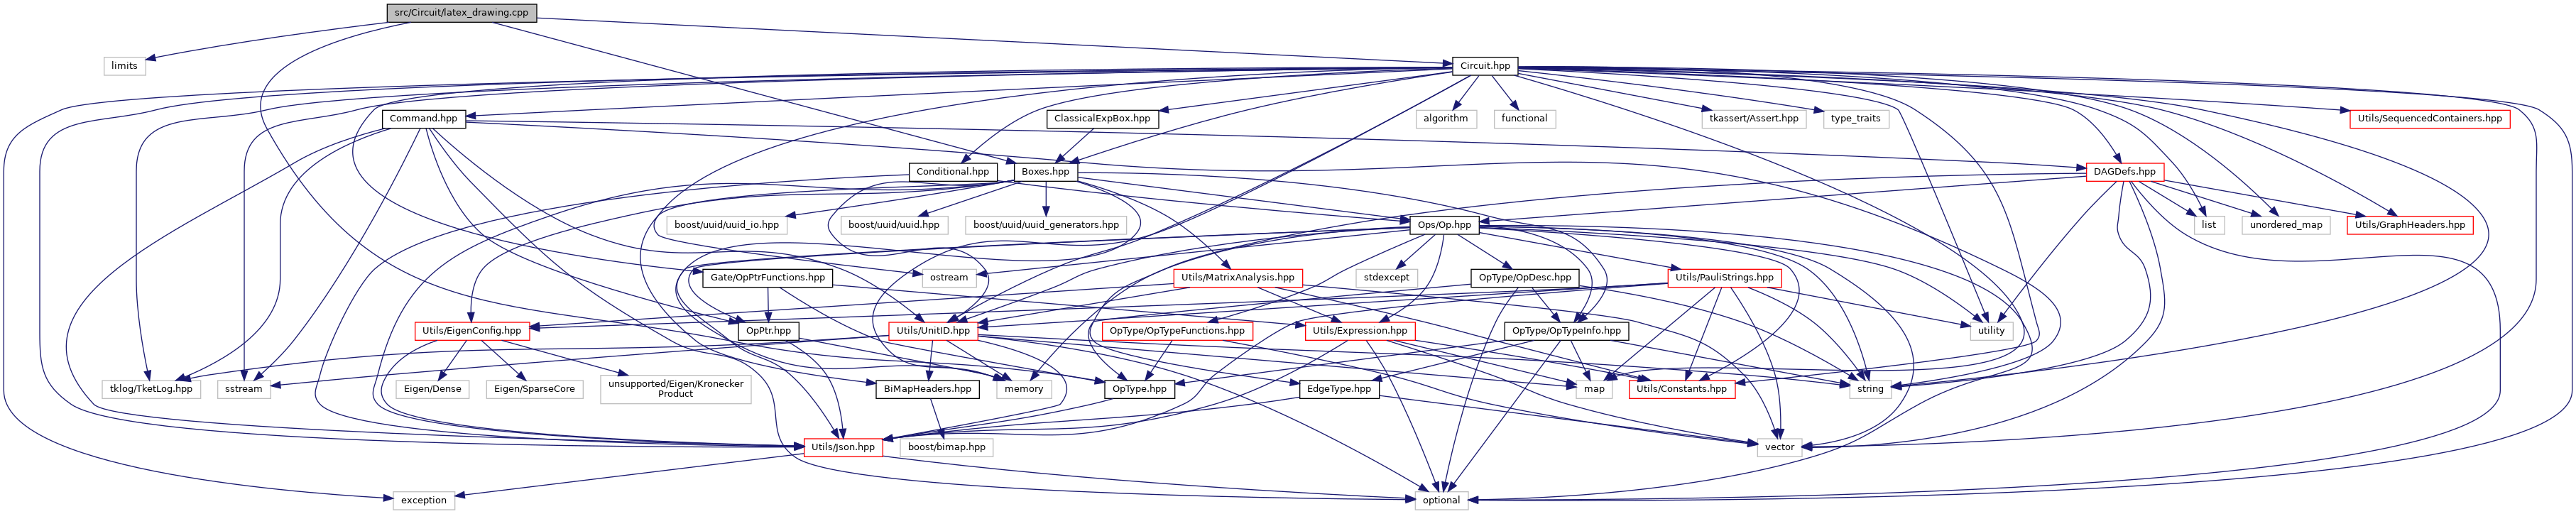 src/Circuit/latex_drawing.cpp
limits
Circuit.hpp
Command.hpp
ClassicalExpBox.hpp
algorithm
functional
tkassert/Assert.hpp
type_traits
Utils/SequencedContainers.hpp
Conditional.hpp
Boxes.hpp
DAGDefs.hpp
boost/uuid/uuid_io.hpp
boost/uuid/uuid.hpp
boost/uuid/uuid_generators.hpp
Ops/Op.hpp
list
unordered_map
Utils/GraphHeaders.hpp
Gate/OpPtrFunctions.hpp
ostream
Utils/MatrixAnalysis.hpp
stdexcept
OpType/OpDesc.hpp
Utils/PauliStrings.hpp
Utils/EigenConfig.hpp
OpPtr.hpp
Utils/UnitID.hpp
OpType/OpTypeFunctions.hpp
Utils/Expression.hpp
OpType/OpTypeInfo.hpp
utility
tklog/TketLog.hpp
sstream
Eigen/Dense
Eigen/SparseCore
unsupported/Eigen/Kronecker
Product
BiMapHeaders.hpp
memory
OpType.hpp
EdgeType.hpp
map
Utils/Constants.hpp
string
Utils/Json.hpp
boost/bimap.hpp
vector
exception
optional